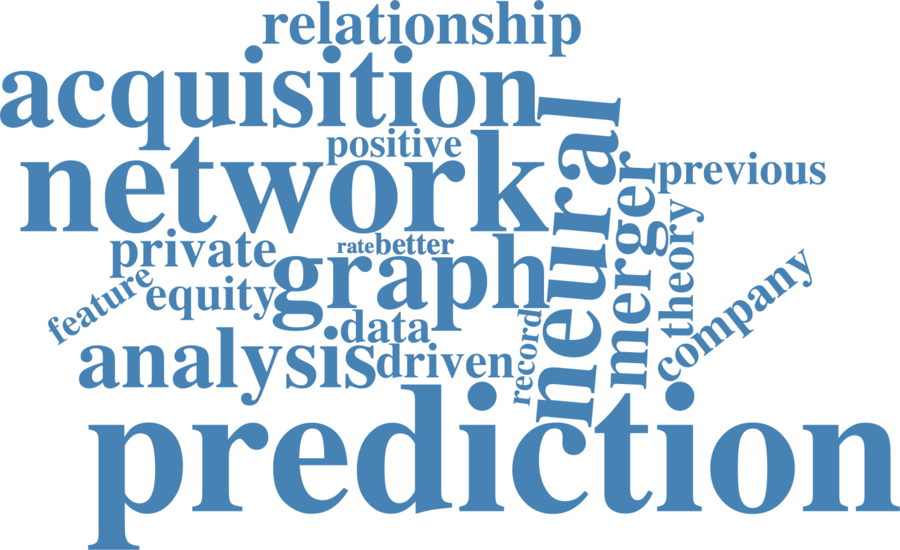 relationship
acquisition
positive
network
neural
merger
previous
private
rate
better
graph
theory
feature
equity
company
data
record
analysis
driven
prediction